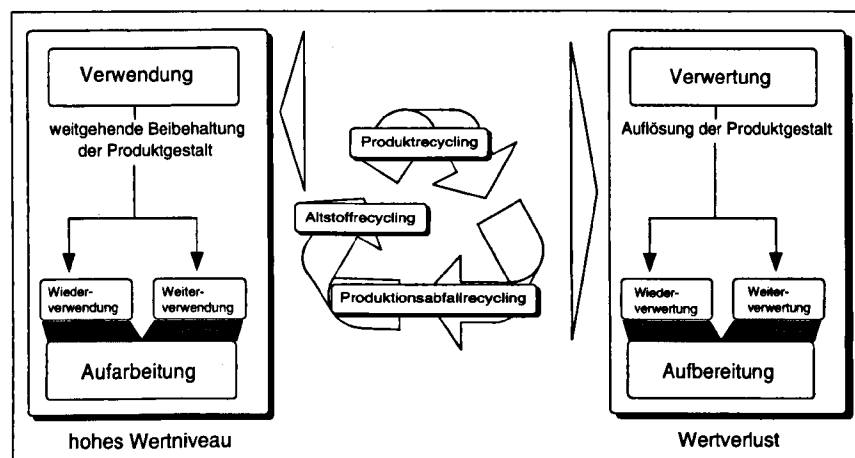 Verwendung
weitgehende Beibehaltung
der Produktgestalt
Wieder-
verwendung
Weiter-
verwendung
Aufarbeitung
hohes Wertniveau
Produktrecycling
Altstoffrecycling
Produktionsabfallrecycling
Verwertung
Auflösung der Produktgestalt
Wieder-
verwertung
Weiter-
verwertung
Aufbereitung
Wertverlust